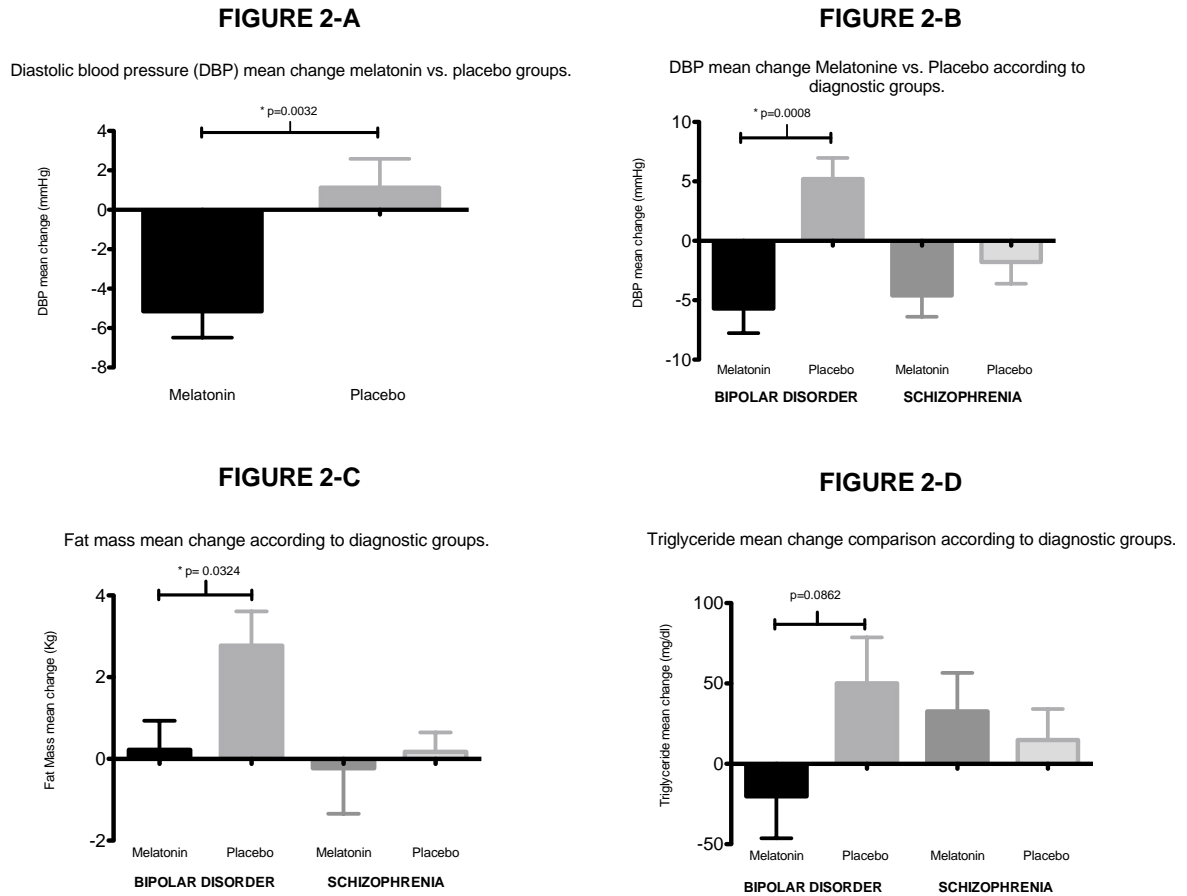 FIGURE 2-A
Diastolic blood pressure (DBP) mean change melatonin vs. placebo groups.
* p=0.0032
DBP mean change (mmHg)
4
2
0
-2
-4
-6
-8
Melatonin Placebo
FIGURE 2-B
DBP mean change Melatonine vs. Placebo according to
diagnostic groups.
* p=0.0008
DBP mean change (mmHg)
10
5
0
-5
-10
Melatonin Placebo Melatonin Placebo
BIPOLAR DISORDER SCHIZOPHRENIA
FIGURE 2-C
Fat mass mean change according to diagnostic groups.
* p= 0.0324
Fat Mass mean change (Kg)
4
2
0
-2
Melatonin Placebo Melatonin Placebo
BIPOLAR DISORDER SCHIZOPHRENIA
FIGURE 2-D
Triglyceride mean change comparison according to diagnostic groups.
p=0.0862
Triglyceride mean change (mg/dl)
100
50
0
-50
Melatonin Placebo Melatonin Placebo
BIPOLAR DISORDER SCHIZOPHRENIA